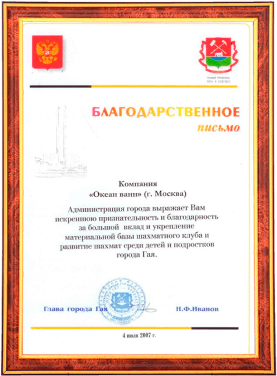 БЛАГОДАРСТВЕННОЕ
письмо
Компания
«Океан ванн» (г. Москва)
Администрация города выражает Вам
искреннюю признательность и благодарность
за большой вклад и укрепление
материальной базы шахматного клуба и
развитие шахмат среди детей и подростков
города Гая.
Глава города Гая Н.Ф.Иванов
4 июля 2007 г.